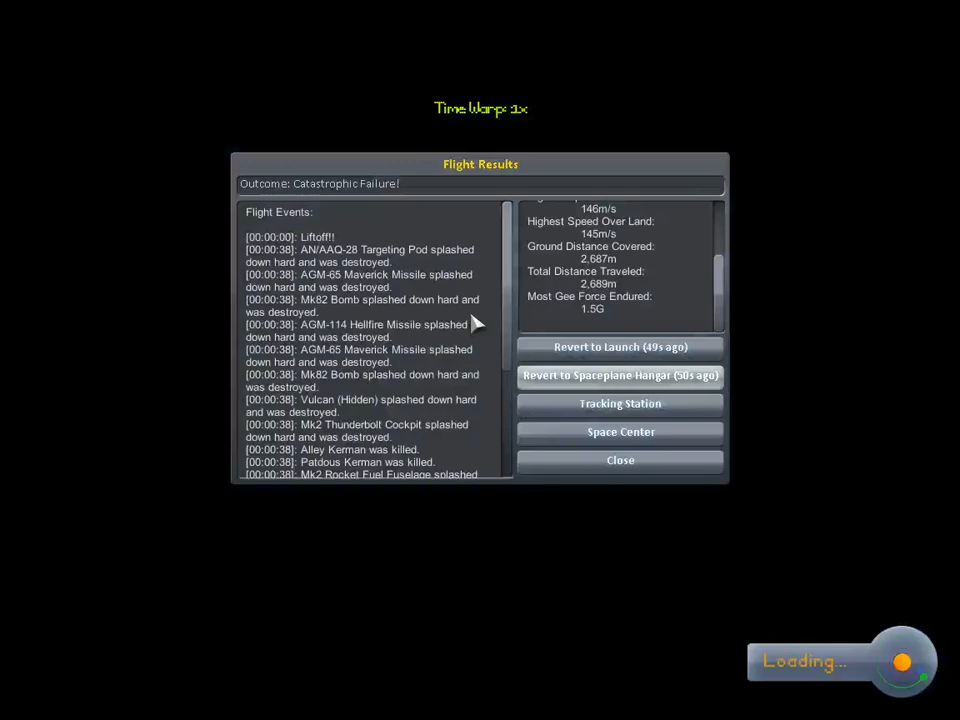 Time Warp: 1x
Flight Results
Outcome: Catastrophic Failure!
Flight Events:
[00:00:00]: Liftoff!!
[00:00:38]: AN/AAQ-28 Targeting Pod splashed
down hard and was destroyed.
[00:00:38]: AGM-65 Maverick Missile splashed
down hard and was destroyed.
[00:00:38]: Mk82 Bomb splashed down hard and
was destroyed.
[00:00:38]: AGM-114 Hellfire Missile splashed
down hard and was destroyed.
[00:00:38]: AGM-65 Maverick Missile splashed
down hard and was destroyed.
[00:00:38]: Mk82 Bomb splashed down hard and
was destroyed.
[00:00:38]: Vulcan (Hidden) splashed down hard
and was destroyed.
[00:00:38]: Mk2 Thunderbolt Cockpit splashed
down hard and was destroyed.
[00:00:38]: Alley Kerman was killed.
[00:00:38]: Patdous Kerman was killed.
[00:00:38]: Mk2 Rocket Fuel Fuselage splashed
146m/s
Highest Speed Over Land:
145m/s
Ground Distance Covered:
2,687m
Total Distance Traveled:
2,689m
Most Gee Force Endured:
1.5G
Revert to Launch (49s ago)
Revert to Spaceplane Hangar (50s ago)
Tracking Station
Space Center
Close
Loading...